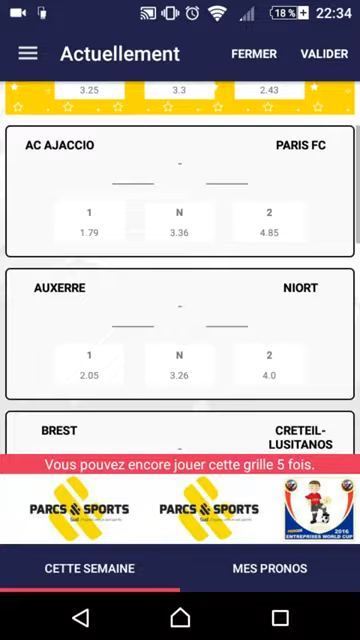 18 % 22:34
Actuellement FERMER VALIDER
3.25 3.3 2.43
AC AJACCIO PARIS FC
-
1 N 2
1.79 3.36 4.85
AUXERRE NIORT
-
1 N 2
2.05 3.26 4.0
BREST CRETEIL-
LUSITANOS
-
Vous pouvez encore jouer cette grille 5 fois.
PARCS & SPORTS PARCS & SPORTS
Sud Sud
2016
ENTREPRISES WORLD CUP
CETTE SEMAINE MES PRONOS